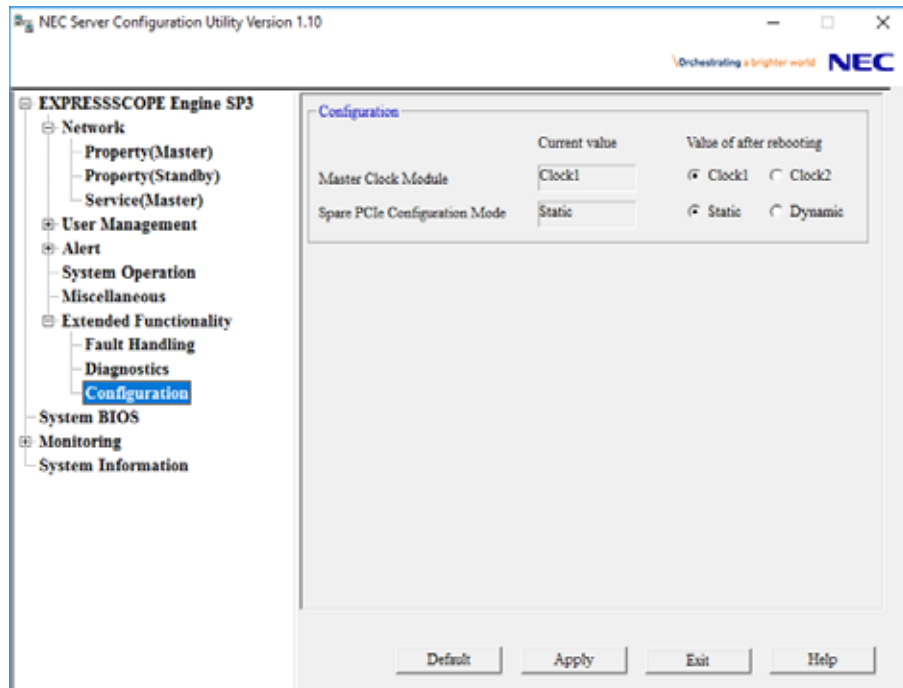 NEC Server Configuration Utility Version 1.10
\Orchestrating a brighter world NEC
EXPRESSSCOPE Engine SP3
Network
Property(Master)
Property(Standby)
Service(Master)
User Management
Alert
System Operation
Miscellaneous
Extended Functionality
Fault Handling
Diagnostics
Configuration
System BIOS
Monitoring
System Information
Configuration
Current value Value of after rebooting
Master Clock Module Clock1 Clock1 Clock2
Spare PCIe Configuration Mode Static Static Dynamic
Default Apply Exit Help